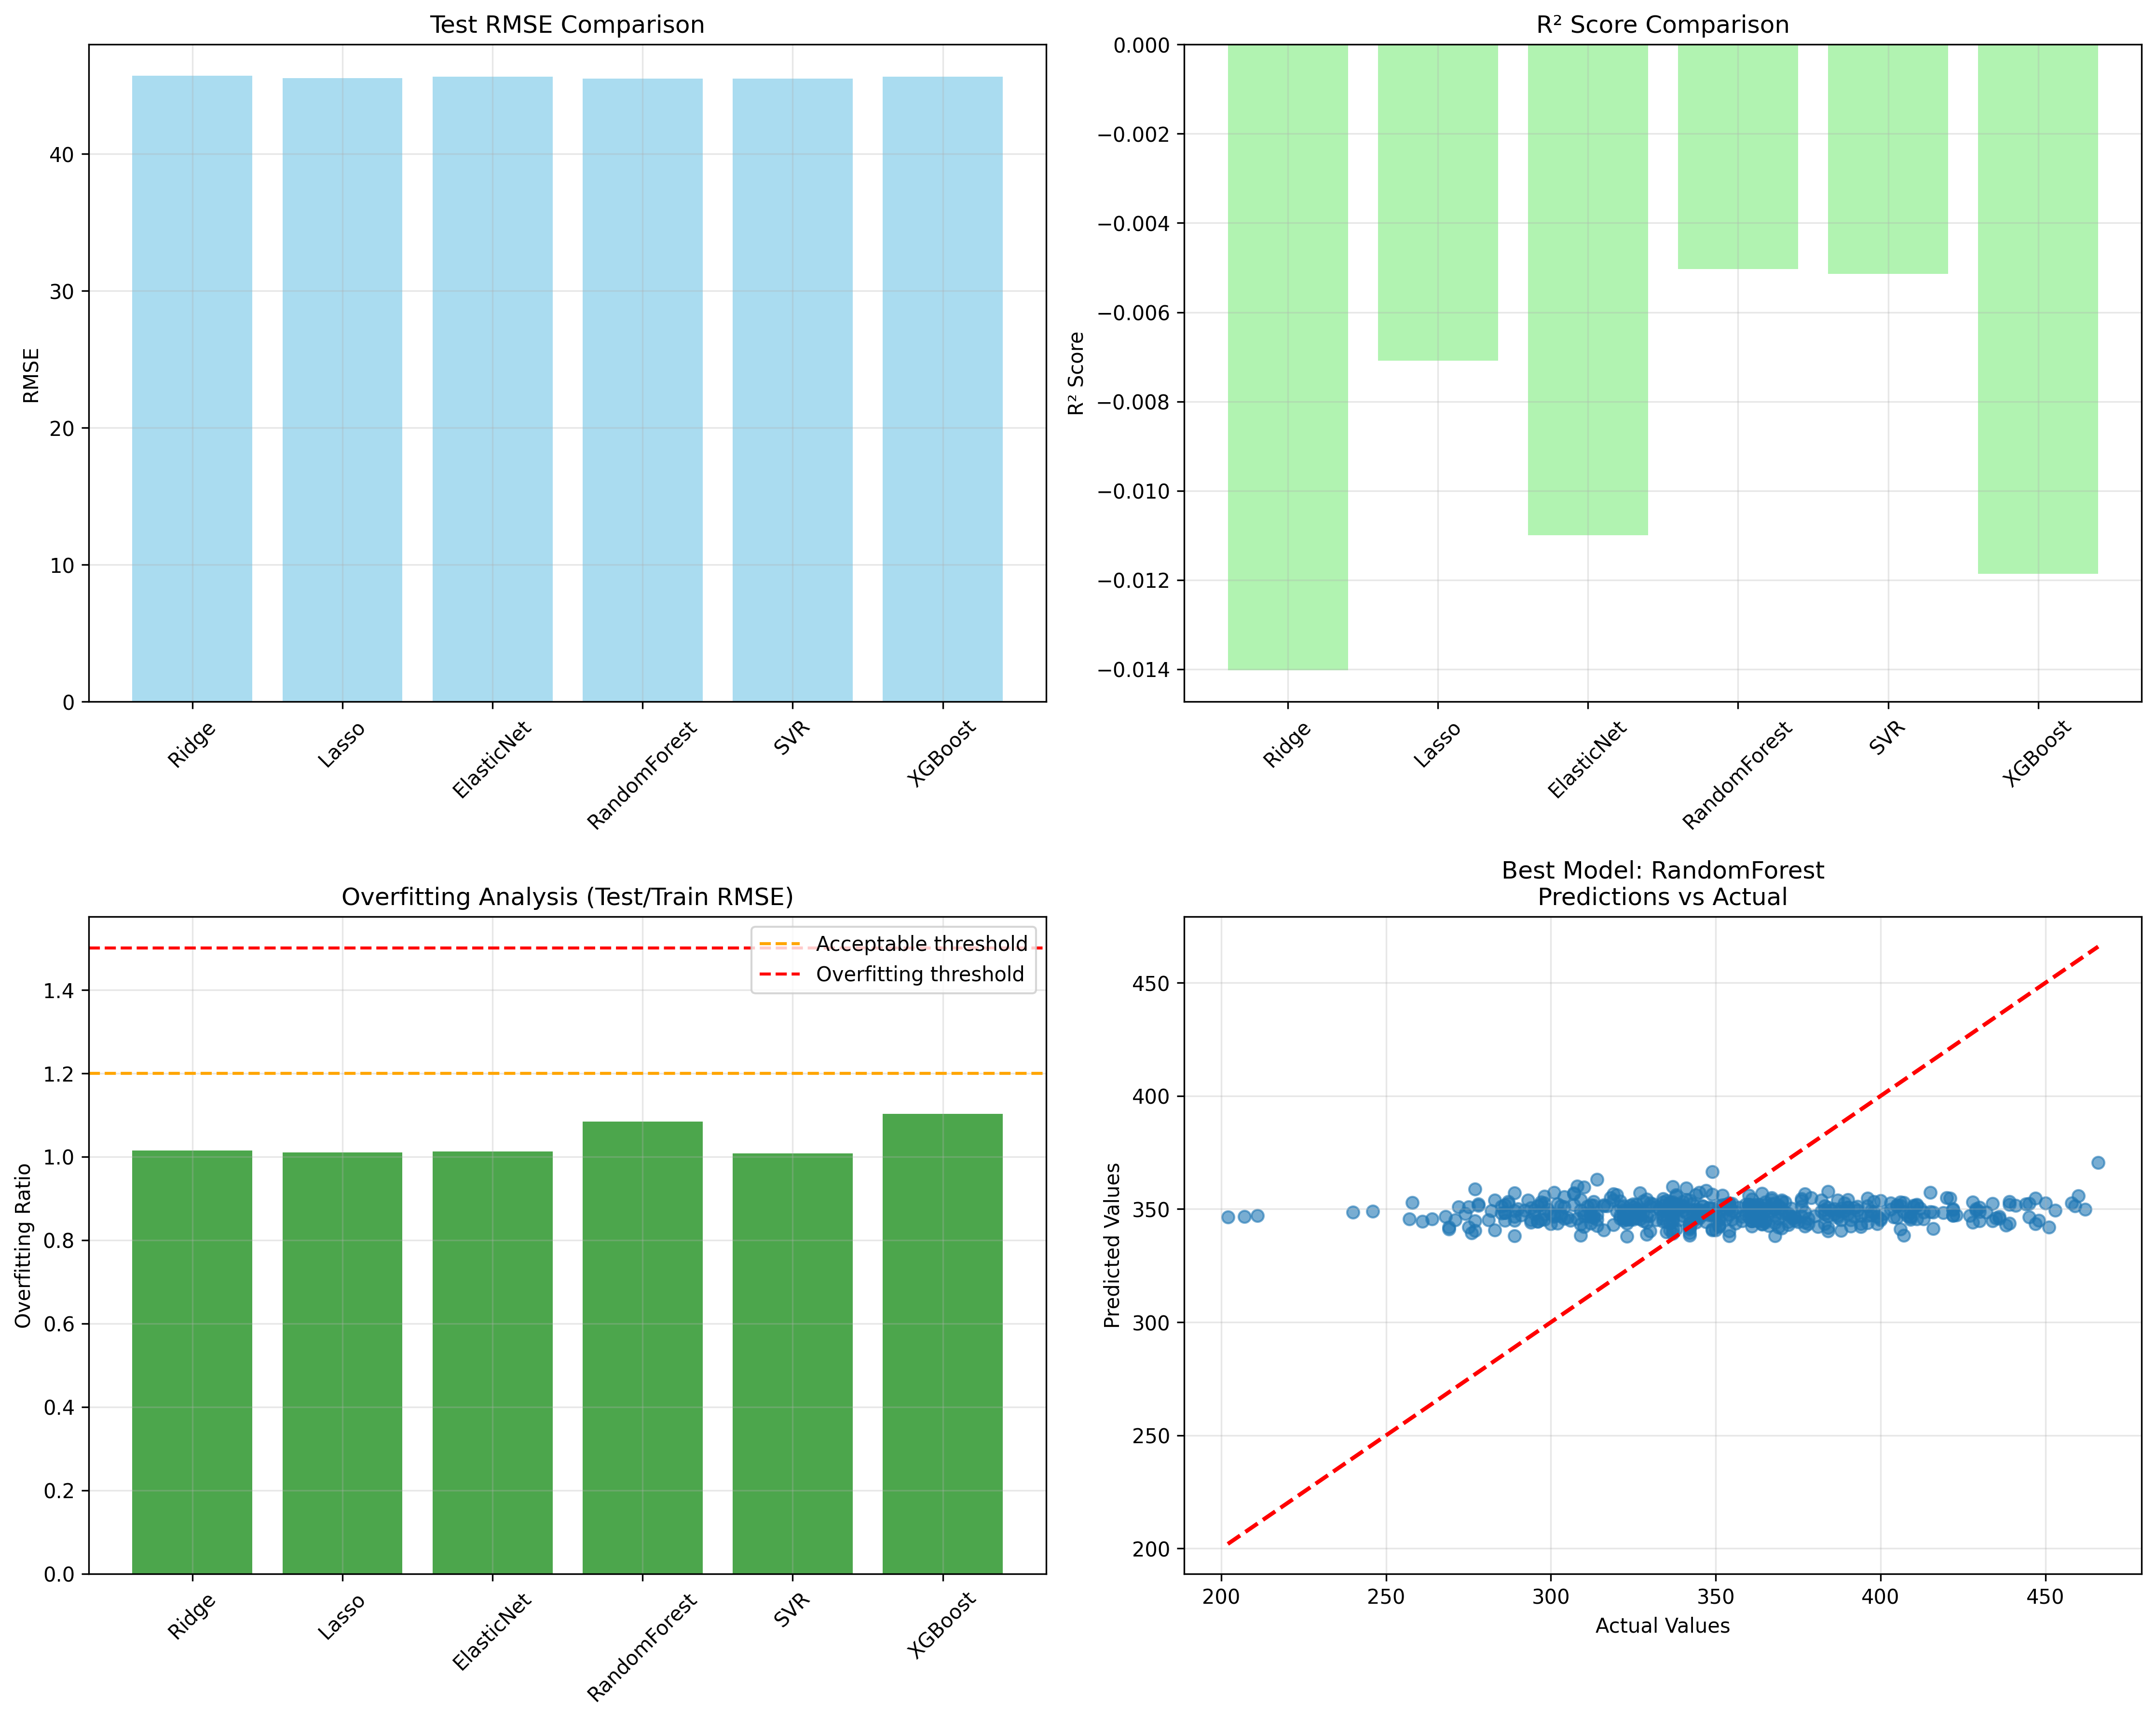 Test RMSE Comparison
RMSE
40
30
20
10
0
Ridge
Lasso
ElasticNet
RandomForest
SVR
XGBoost
R² Score Comparison
R² Score
0.000
−0.002
−0.004
−0.006
−0.008
−0.010
−0.012
−0.014
Ridge
Lasso
ElasticNet
RandomForest
SVR
XGBoost
Overfitting Analysis (Test/Train RMSE)
Overfitting Ratio
Acceptable threshold
Overfitting threshold
1.4
1.2
1.0
0.8
0.6
0.4
0.2
0.0
Ridge
Lasso
ElasticNet
RandomForest
SVR
XGBoost
Best Model: RandomForest
Predictions vs Actual
Predicted Values
450
400
350
300
250
200
200
250
300
350
400
450
Actual Values